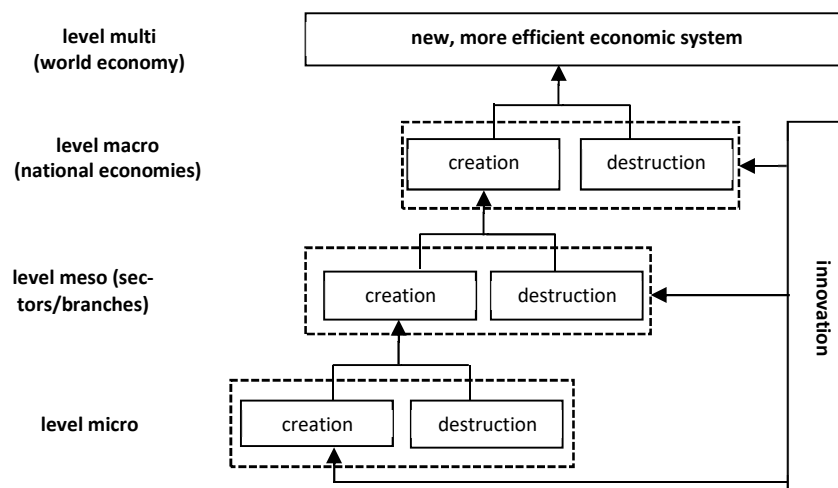 level multi
(world economy)
new, more efficient economic system
level macro
(national economies)
creation
destruction
level meso (sec-
tors/branches)
creation
destruction
level micro
creation
destruction
innovation